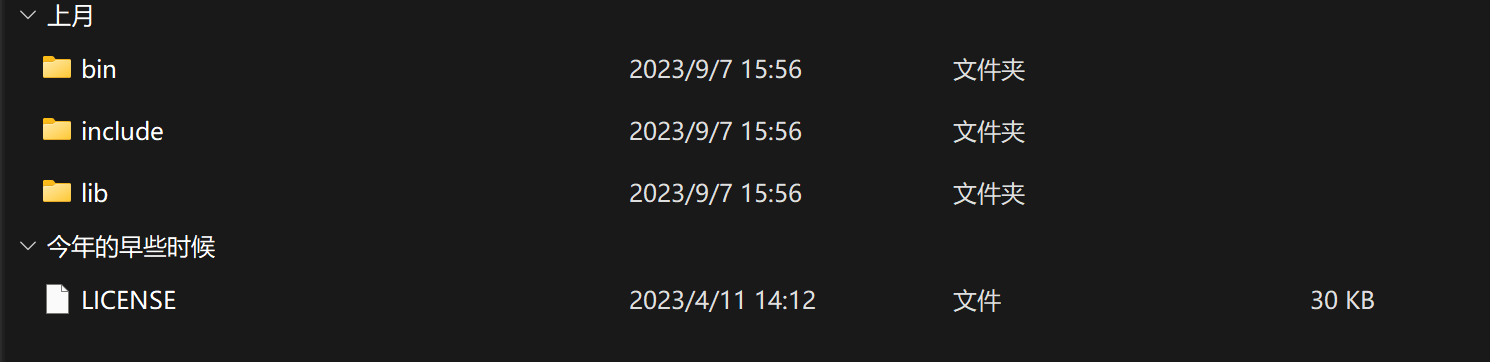 上月
bin 2023/9/7 15:56 文件夹
include 2023/9/7 15:56 文件夹
lib 2023/9/7 15:56 文件夹
今年的早些时候
LICENSE 2023/4/11 14:12 文件 30 KB